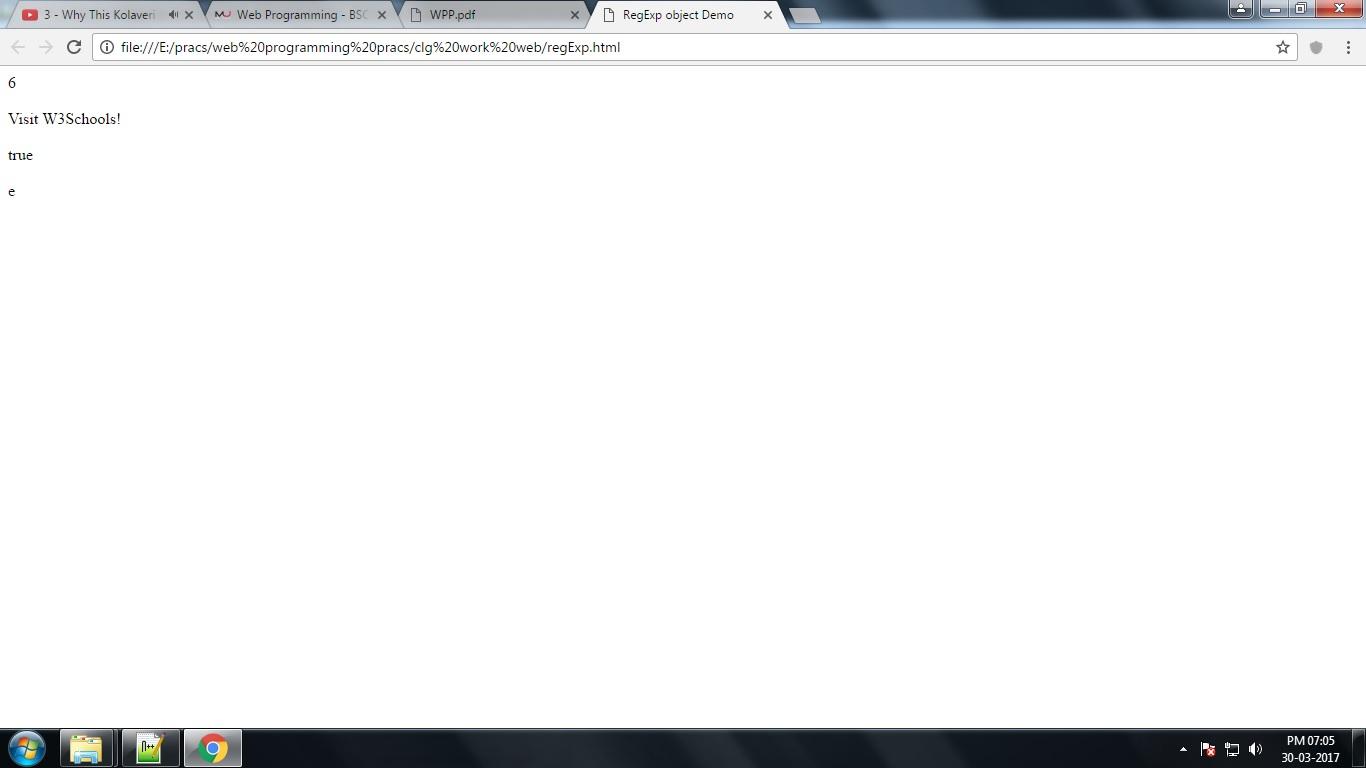 3 - Why This Kolaveri
Web Programming - BSC
WPP.pdf
RegExp object Demo
file:///E:/pracs/web%20programming%20pracs/clg%20work%20web/regExp.html
6
Visit W3Schools!
true
e
PM 07:05
30-03-2017